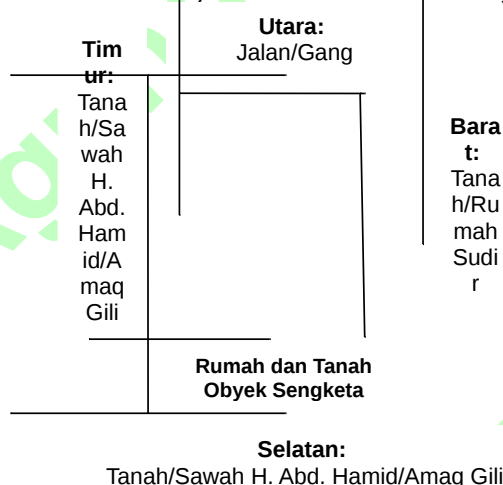 Utara:
Jalan/Gang
Tim
ur:
Tana
h/Sa
wah
H.
Abd.
Ham
id/A
maq
Gili
Bara
t:
Tana
h/Ru
mah
Sudi
r
Rumah dan Tanah
Obyek Sengketa
Selatan:
Tanah/Sawah H. Abd. Hamid/Amaq Gili